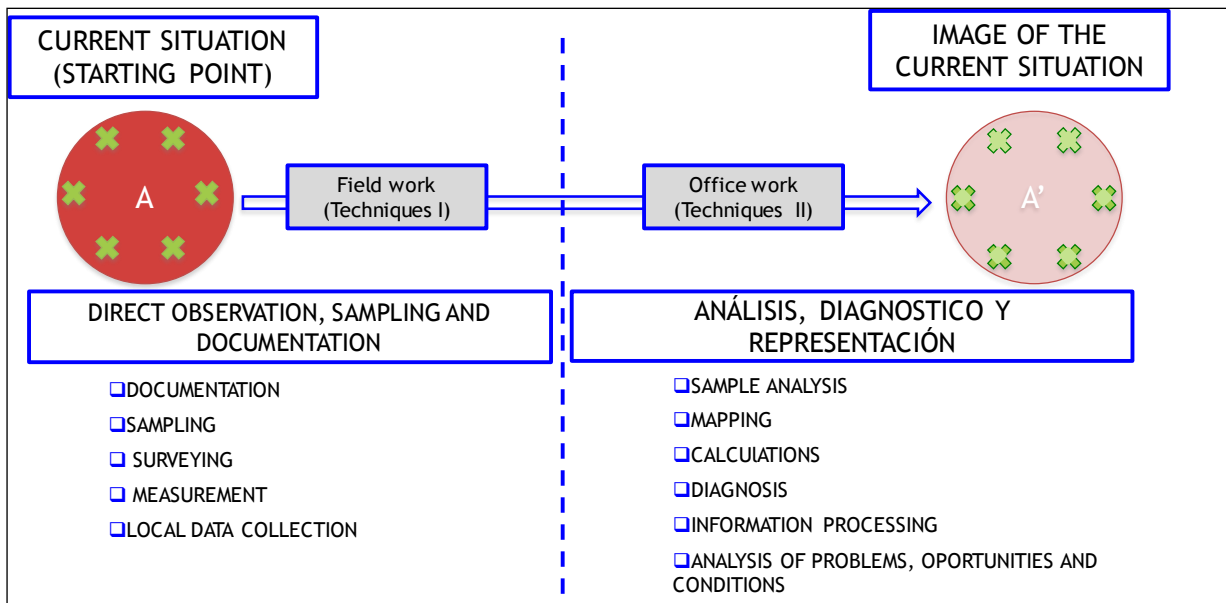 CURRENT SITUATION
(STARTING POINT)
IMAGE OF THE
CURRENT SITUATION
A
Field work
(Techniques I)
Office work
(Techniques II)
A’
DIRECT OBSERVATION, SAMPLING AND
DOCUMENTATION
DOCUMENTATION
SAMPLING
SURVEYING
MEASUREMENT
LOCAL DATA COLLECTION
ANÁLISIS, DIAGNOSTICO Y
REPRESENTACIÓN
SAMPLE ANALYSIS
MAPPING
CALCULATIONS
DIAGNOSIS
INFORMATION PROCESSING
ANALYSIS OF PROBLEMS, OPORTUNITIES AND
CONDITIONS